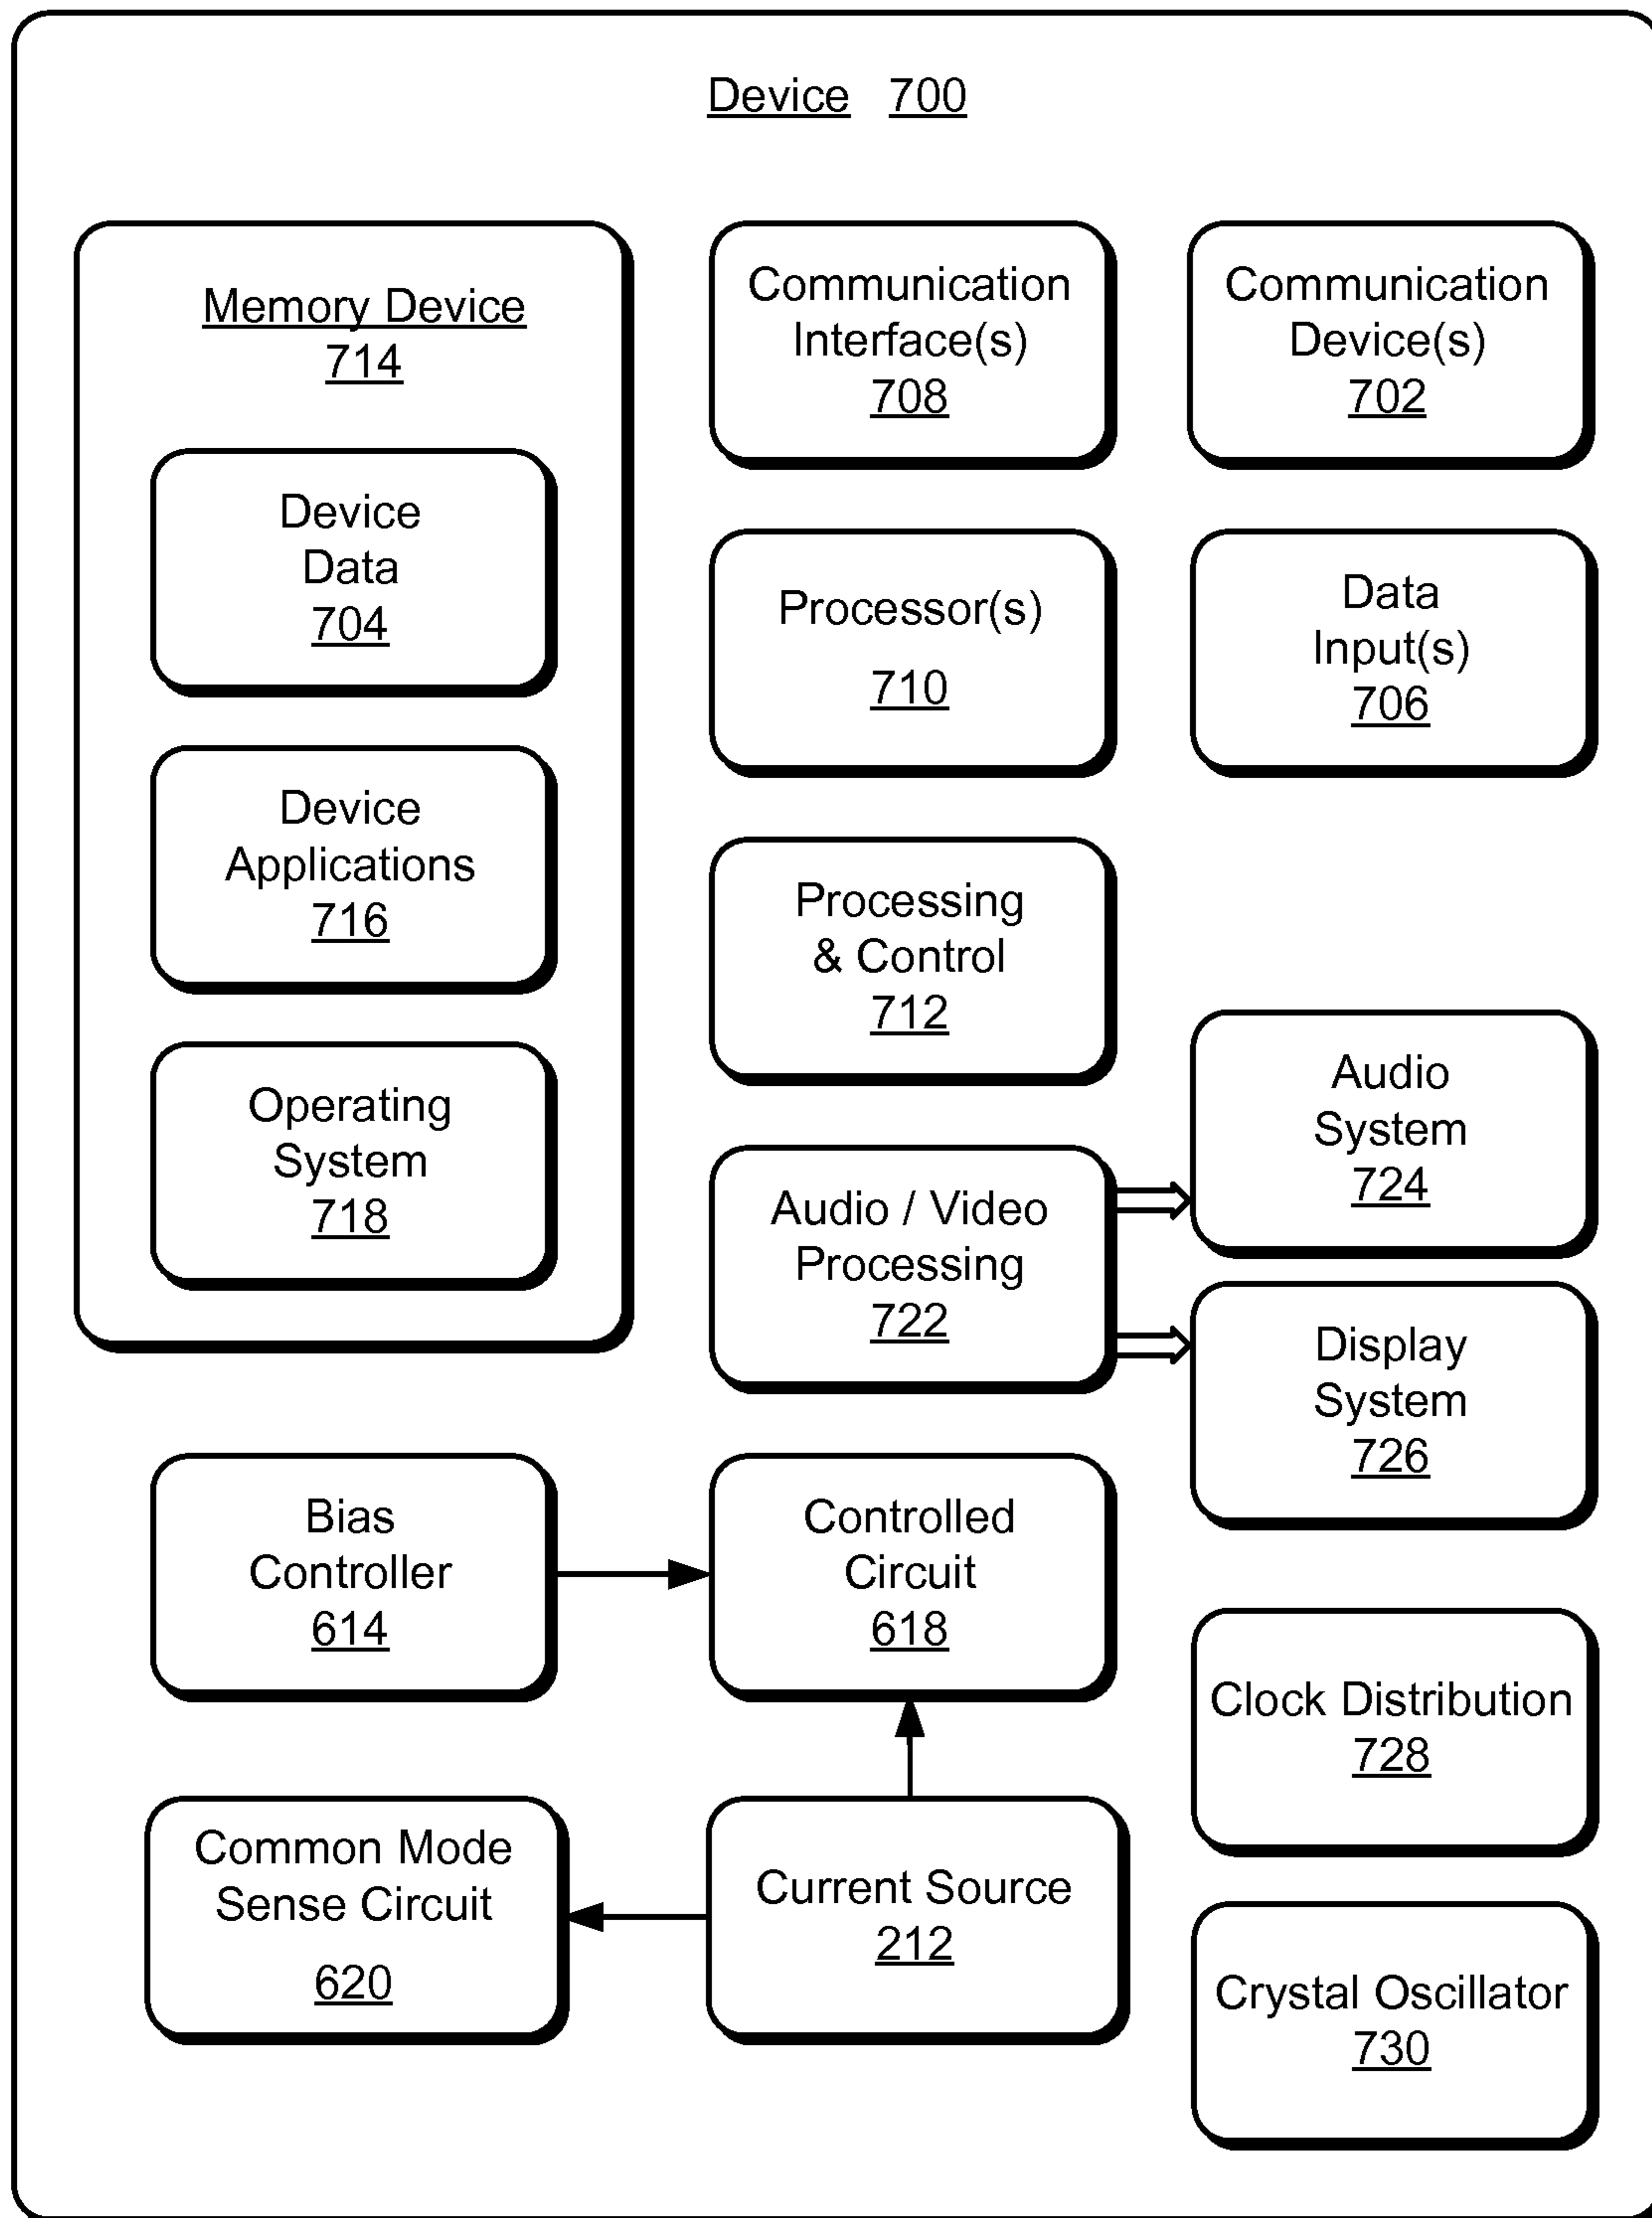 Device 700
Memory Device
714
Device
Data
704
Device
Applications
716
Operating
System
718
Communication
Interface(s)
708
Communication
Device(s)
702
Processor(s)
710
Data
Input(s)
706
Processing
& Control
712
Audio / Video
Processing
722
Audio
System
724
Display
System
726
Bias
Controller
614
Controlled
Circuit
618
Clock Distribution
728
Common Mode
Sense Circuit
620
Current Source
212
Crystal Oscillator
730